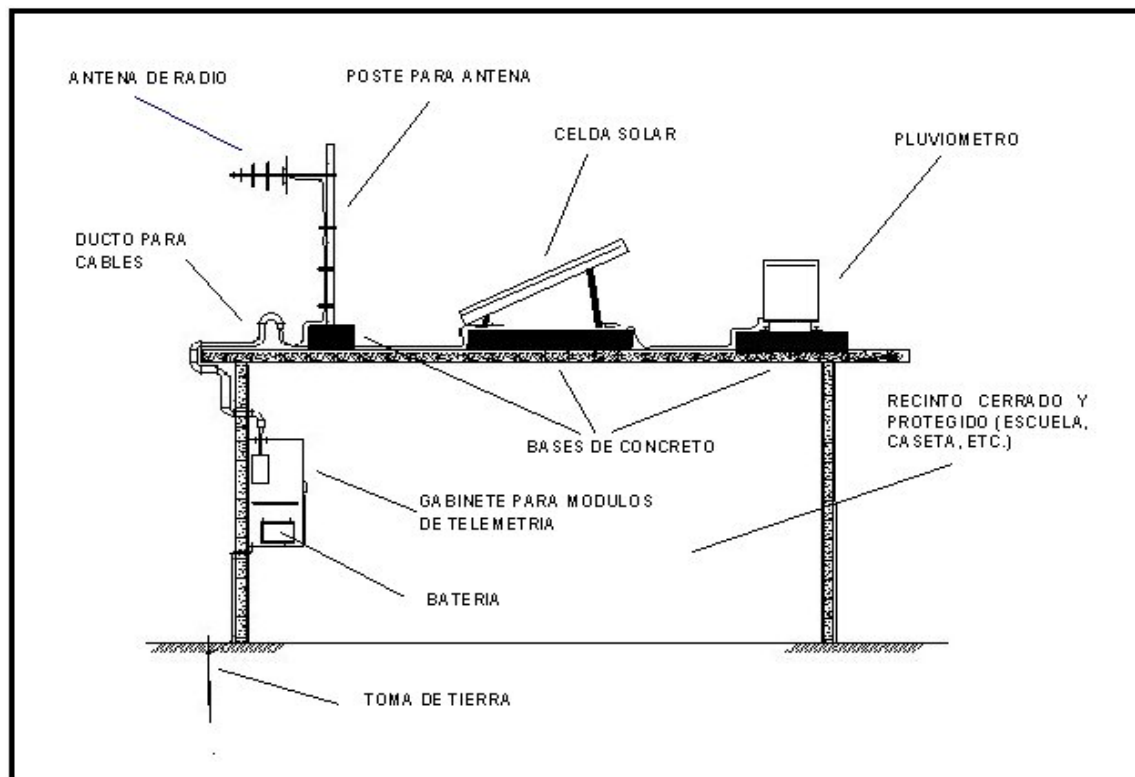 ANTENA DE RADIO
POSTE PARA ANTENA
CELDA SOLAR
PLUVIOMETRO
DUCTO PARA
CABLES
RECINTO CERRADO Y
PROTEGIDO (ESCUELA,
CASETA, ETC.)
BASES DE CONCRETO
GABINETE PARA MODULOS
DE TELEMETRIA
BATERIA
TOMA DE TIERRA